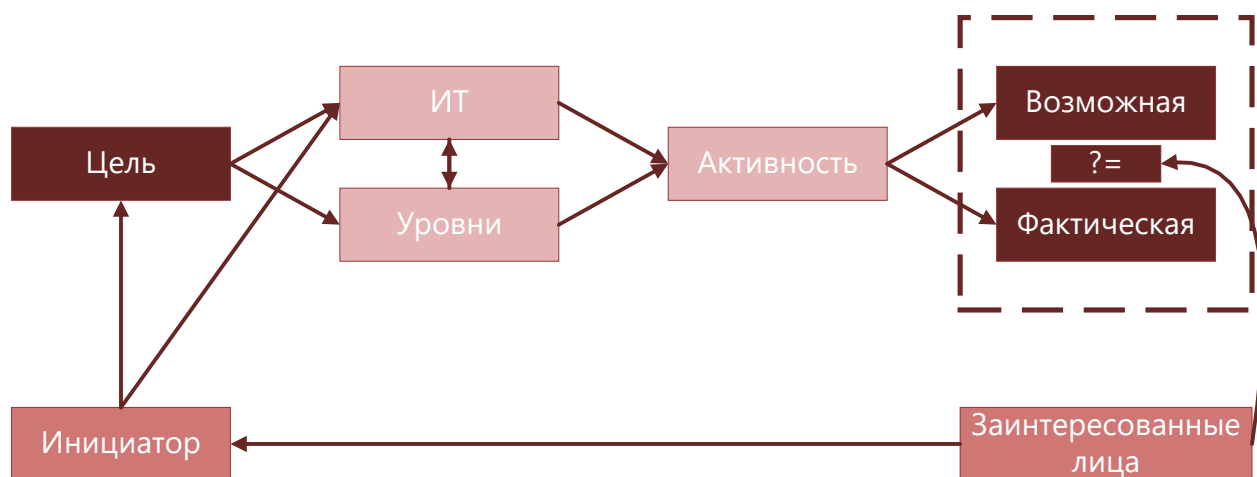 ИТ
Возможная
Цель
Активность
?=
Уровни
Фактическая
Инициатор
Заинтересованные
лица